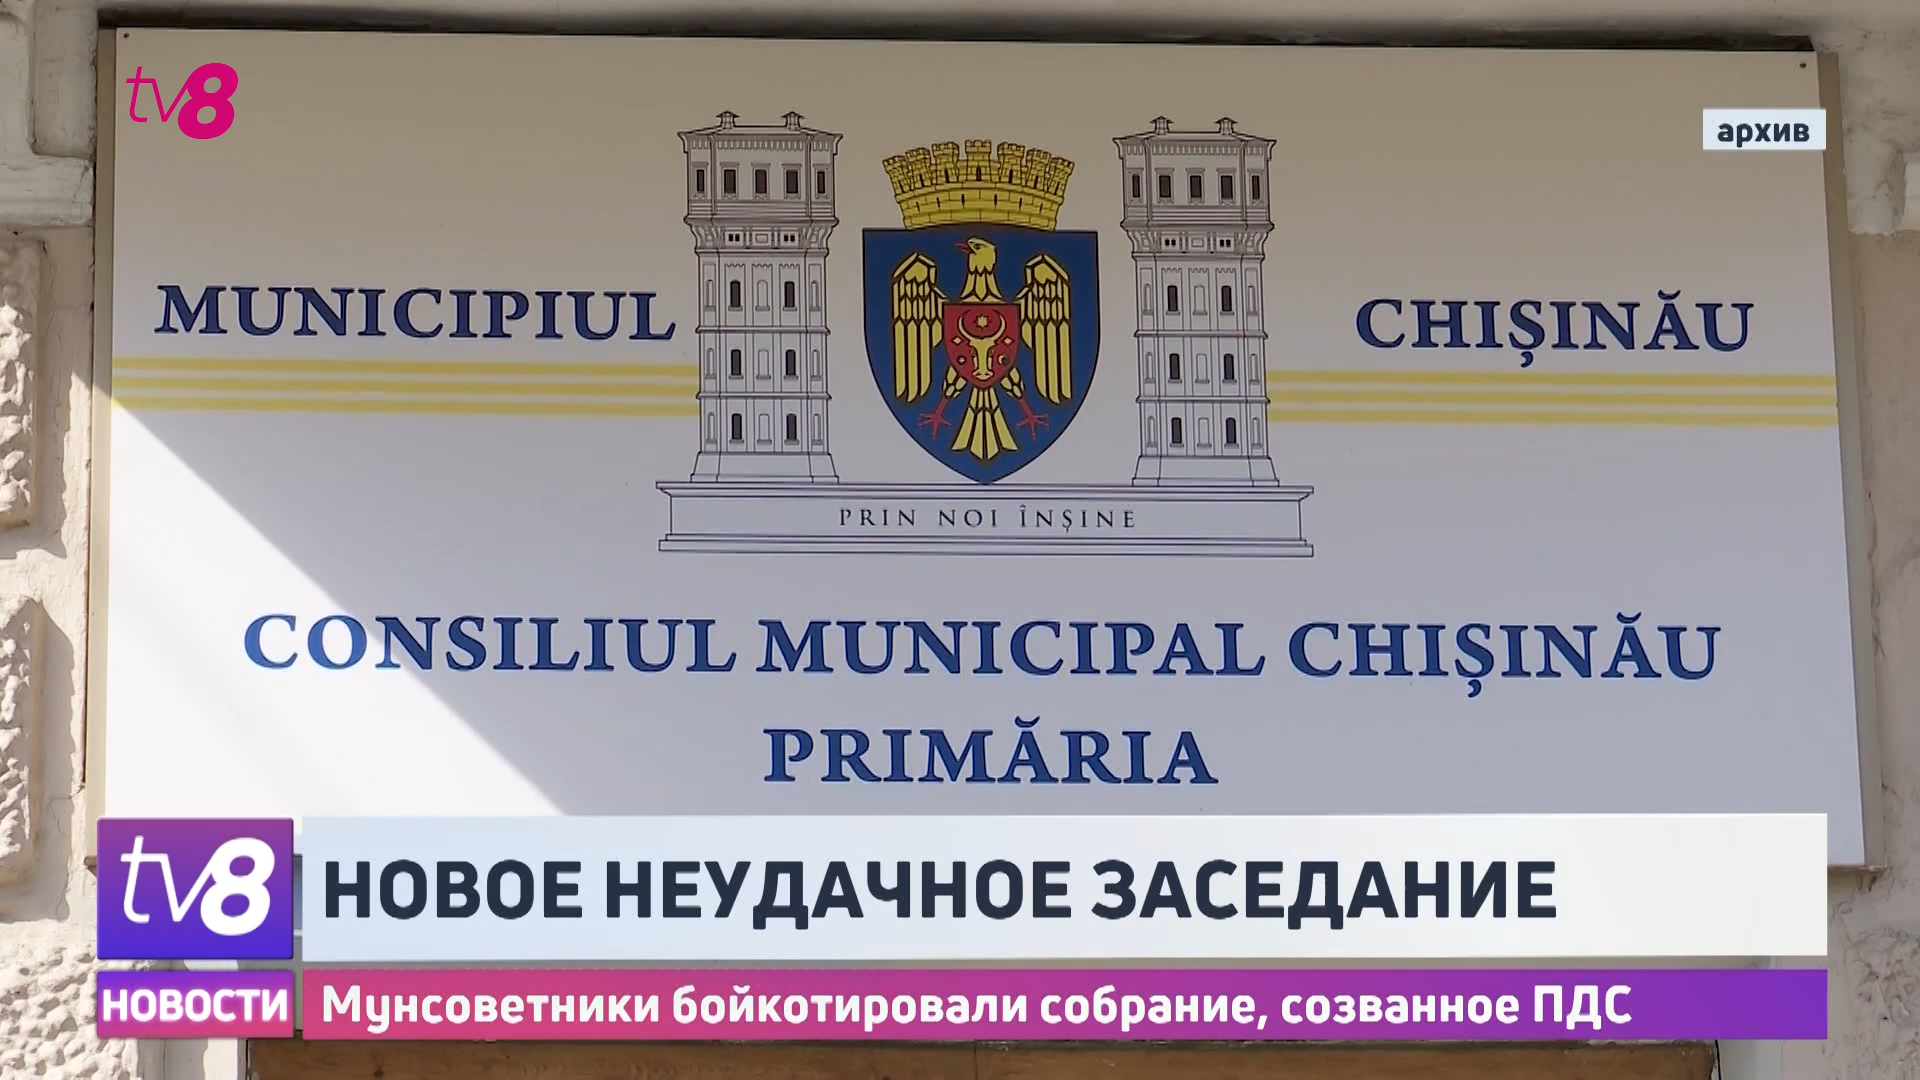 tv8
архив
MUNICIPIUL CHIȘINĂU
PRIN NOI ÎNȘINE
CONSILIUL MUNICIPAL CHIȘINĂU
PRIMĂRIA
tv8
НОВОЕ НЕУДАЧНОЕ ЗАСЕДАНИЕ
НОВОСТИ
Мунсоветники бойкотировали собрание, созванное ПДС